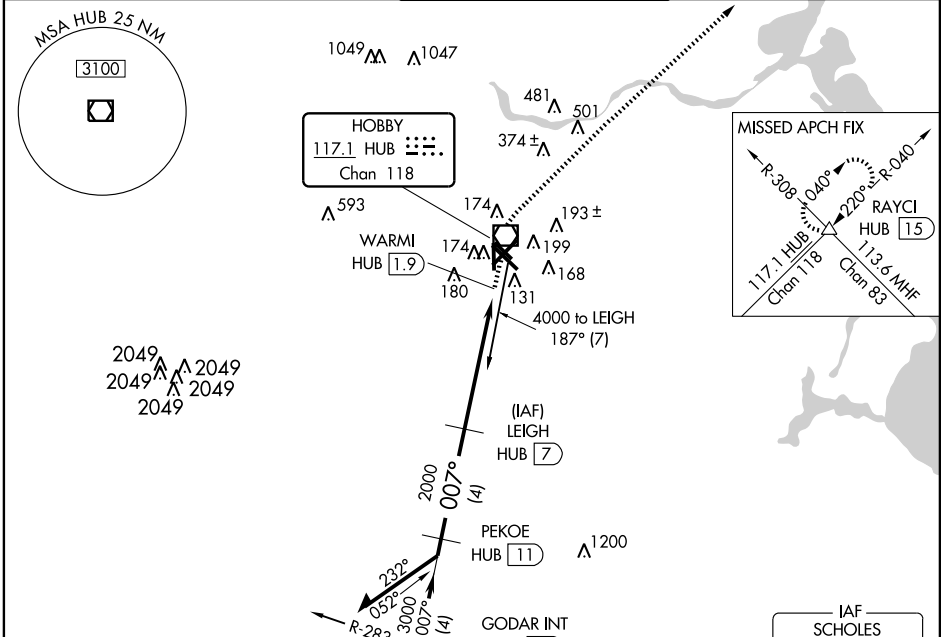 MSA HUB 25 NM
3100
1049
1047
481
501
374 ±
HOBBY
117.1 HUB
Chan 118
593
174
193 ±
WARMI
HUB 1.9
174
199
180
168
131
4000 to LEIGH
187° (7)
MISSED APCH FIX
R-308
040°
R-040
220°
RAYCI
HUB 15
117.1 HUB
Chan 118
113.6 MHF
Chan 83
2049
2049
2049
2049
2049
(IAF)
LEIGH
HUB 7
2000
007°
(4)
PEKOE
HUB 11
1200
232°
052°
3000
007°
(4)
R-283
GODAR INT
IAF
SCHOLES